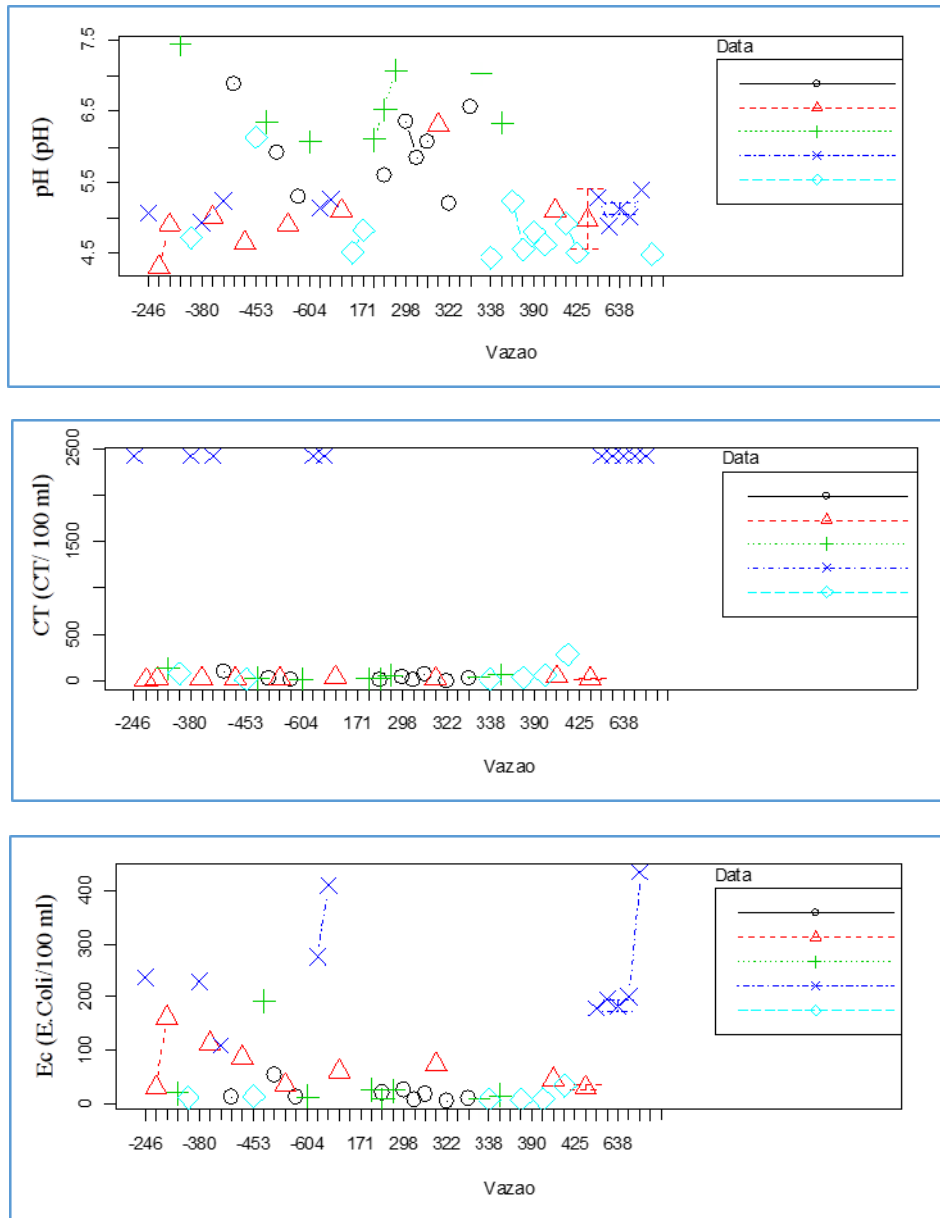 Data
pH (pH)
7.5
6.5
5.5
4.5
-246 -380 -453 -604 171 298 322 338 390 425 638
Vazao
Data
CT (CT/ 100 ml)
2500
1500
500
0
-246 -380 -453 -604 171 298 322 338 390 425 638
Vazao
Data
Ec (E.Coli/100 ml)
400
300
200
100
0
-246 -380 -453 -604 171 298 322 338 390 425 638
Vazao